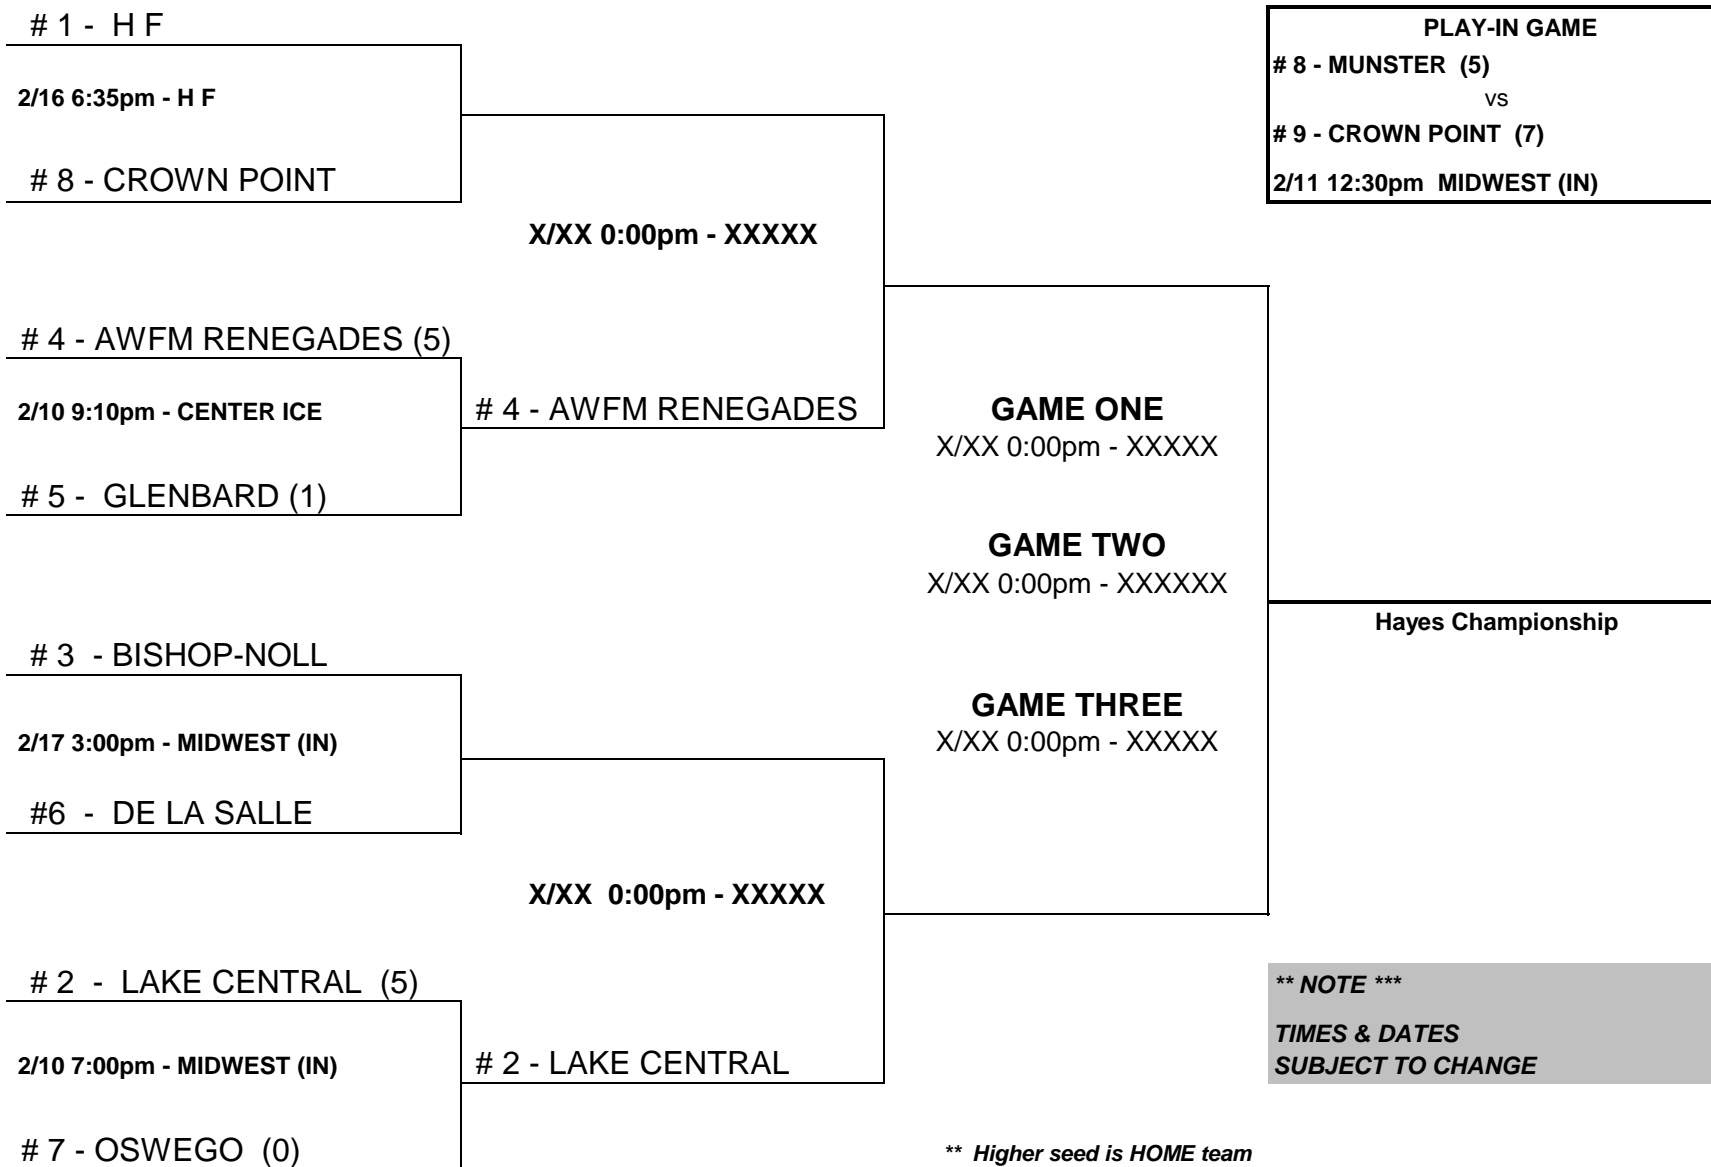 # 1 - H F
2/16 6:35pm - H F
# 8 - CROWN POINT
X/XX 0:00pm - XXXXX
# 4 - AWFM RENEGADES (5)
2/10 9:10pm - CENTER ICE
# 4 - AWFM RENEGADES
# 5 - GLENBARD (1)
# 3 - BISHOP-NOLL
2/17 3:00pm - MIDWEST (IN)
#6 - DE LA SALLE
X/XX 0:00pm - XXXXX
# 2 - LAKE CENTRAL (5)
2/10 7:00pm - MIDWEST (IN)
# 2 - LAKE CENTRAL
# 7 - OSWEGO (0)
GAME ONE
X/XX 0:00pm - XXXXX
GAME TWO
X/XX 0:00pm - XXXXXX
GAME THREE
X/XX 0:00pm - XXXXX
** Higher seed is HOME team
PLAY-IN GAME
# 8 - MUNSTER (5)
vs
# 9 - CROWN POINT (7)
2/11 12:30pm MIDWEST (IN)
Hayes Championship
** NOTE ***
TIMES & DATES
SUBJECT TO CHANGE